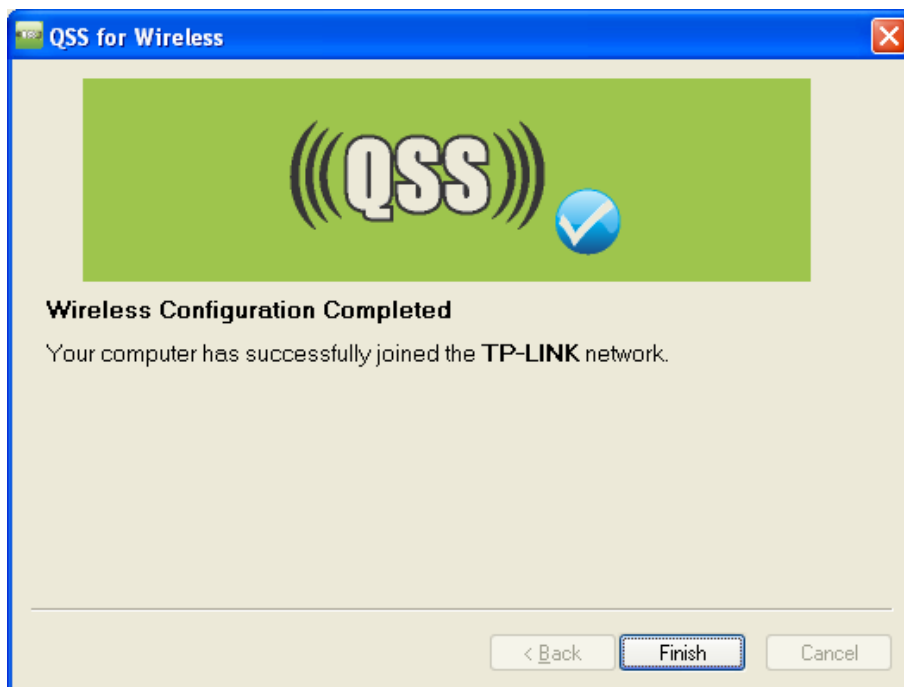 QSS for Wireless
QSS
Wireless Configuration Completed
Your computer has successfully joined the TP-LINK network.
< Back
Finish
Cancel